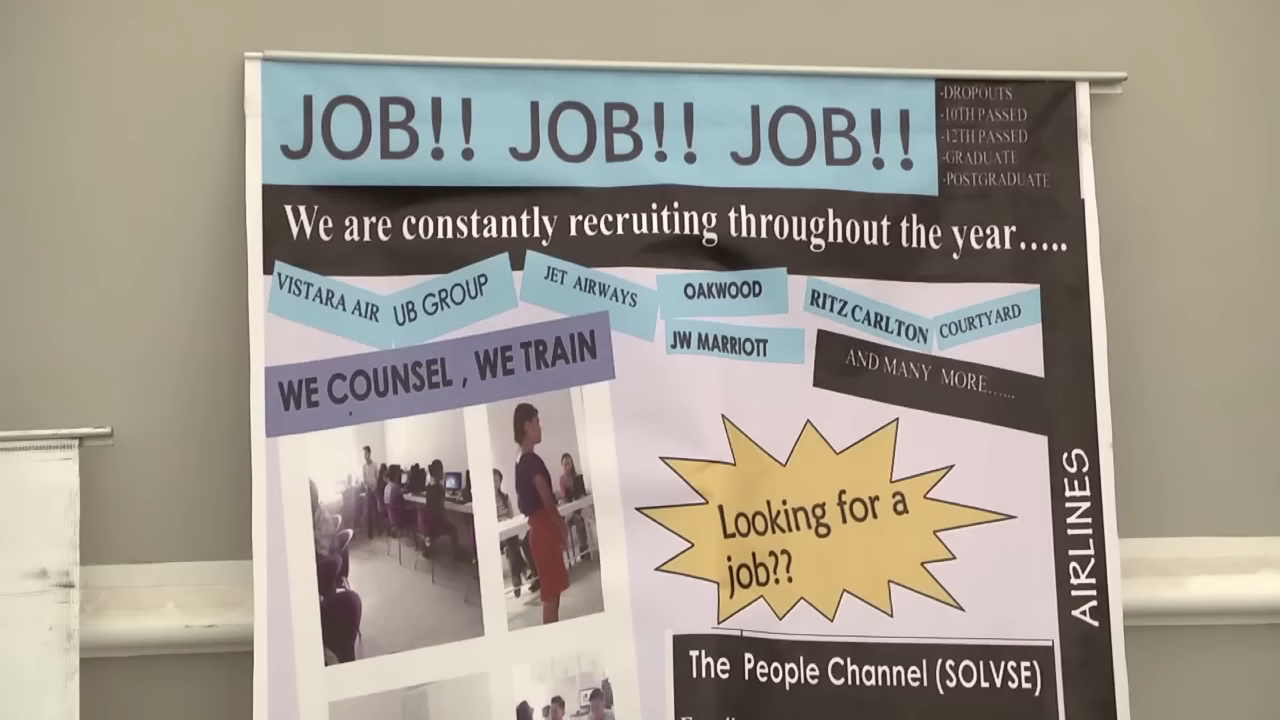 JOB!! JOB!! JOB!!
-DROPOUTS
-10TH PASSED
-12TH PASSED
-GRADUATE
-POSTGRADUATE
We are constantly recruiting throughout the year.....
VISTARA AIR
UB GROUP
JET AIRWAYS
OAKWOOD
JW MARRIOTT
RITZ CARLTON
COURTYARD
AND MANY MORE......
WE COUNSEL , WE TRAIN
Looking for a
job??
AIRLINES
The People Channel (SOLVSE)